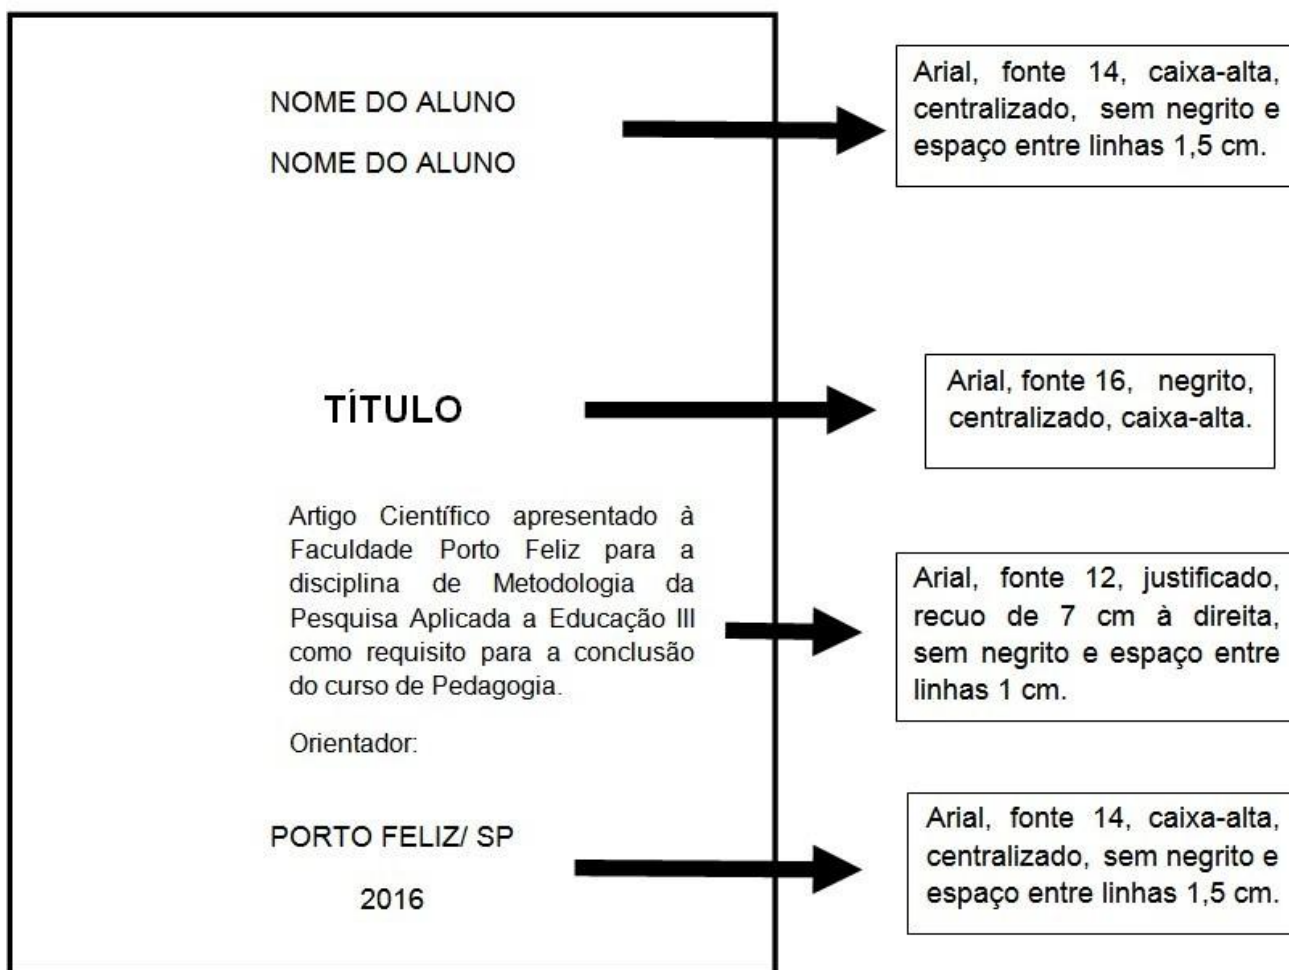 NOME DO ALUNO
NOME DO ALUNO
Arial, fonte 14, caixa-alta,
centralizado, sem negrito e
espaço entre linhas 1,5 cm.
TÍTULO
Arial, fonte 16, negrito,
centralizado, caixa-alta.
Artigo Científico apresentado à
Faculdade Porto Feliz para a
disciplina de Metodologia da
Pesquisa Aplicada a Educação III
como requisito para a conclusão
do curso de Pedagogia.
Orientador:
Arial, fonte 12, justificado,
recuo de 7 cm à direita,
sem negrito e espaço entre
linhas 1 cm.
PORTO FELIZ/ SP
2016
Arial, fonte 14, caixa-alta,
centralizado, sem negrito e
espaço entre linhas 1,5 cm.